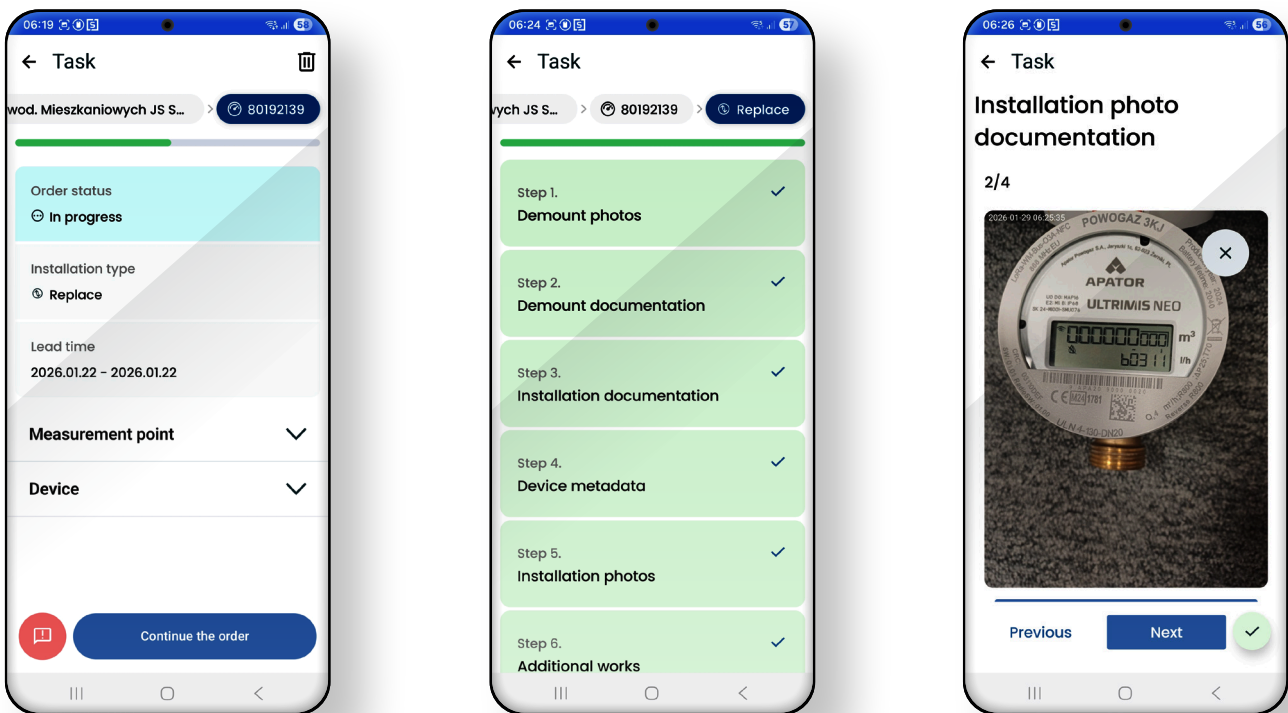 06:19
58
Task
wod. Mieszkaniowych JS S...
80192139
Order status
In progress
Installation type
Replace
Lead time
2026.01.22 - 2026.01.22
Measurement point
Device
Continue the order
06:24
57
Task
wych JS S...
80192139
Replace
Step 1.
Demount photos
Step 2.
Demount documentation
Step 3.
Installation documentation
Step 4.
Device metadata
Step 5.
Installation photos
Step 6.
Additional works
06:26
56
Task
Installation photo
documentation
2/4
2026-01-29 06:25:35
POWOGAZ 3KJ
APATOR
ULTRIMIS NEO
m³
l/h
CE M24 1781
Previous
Next